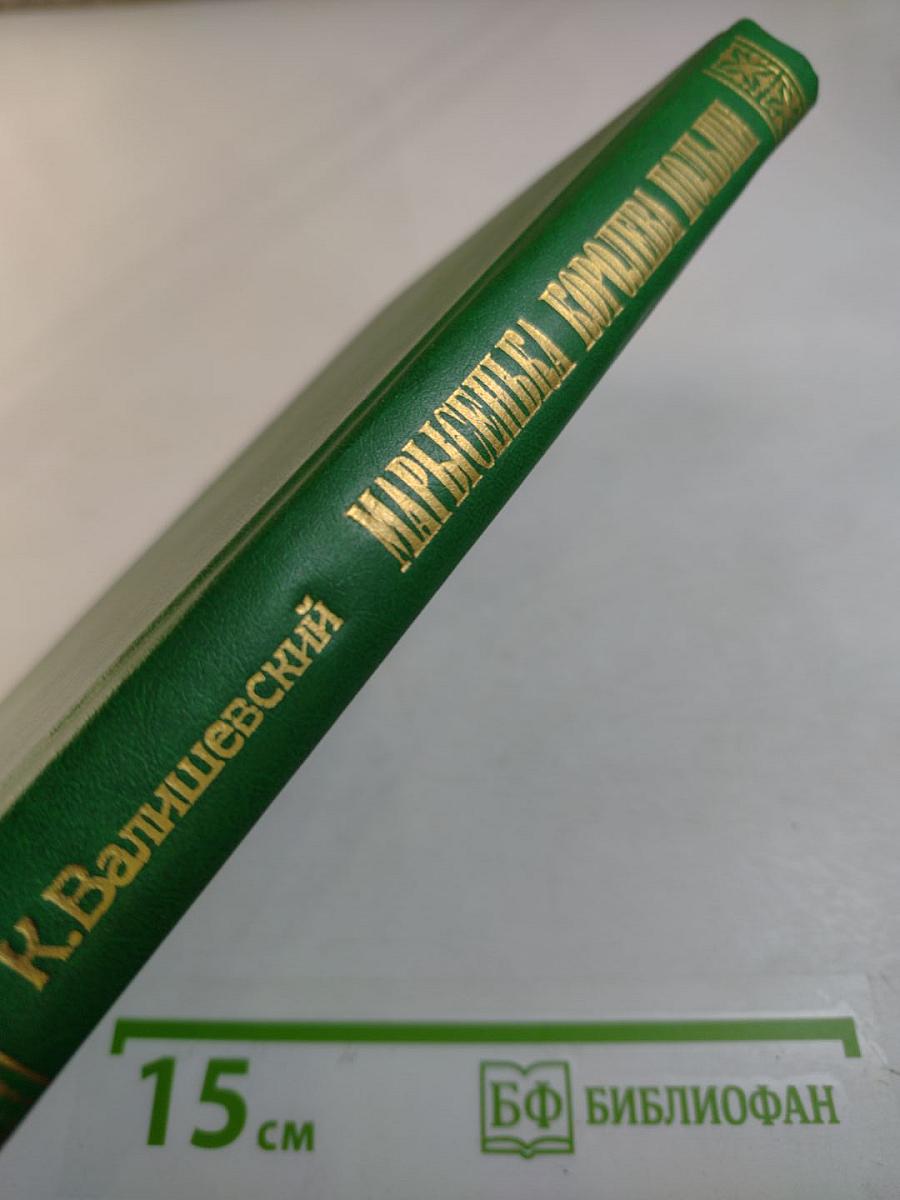 К. Валишевский
МАРЫСЕНЬКА КОРОЛЕВА ПОЛЬШИ
15 см
БФ БИБЛИОФАН